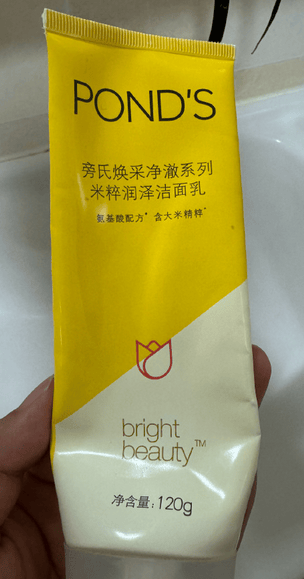 POND'S
旁氏焕采净澈系列
米粹润泽洁面乳
氨基酸配方* 含大米精粹*
bright
beauty™
净含量:120g